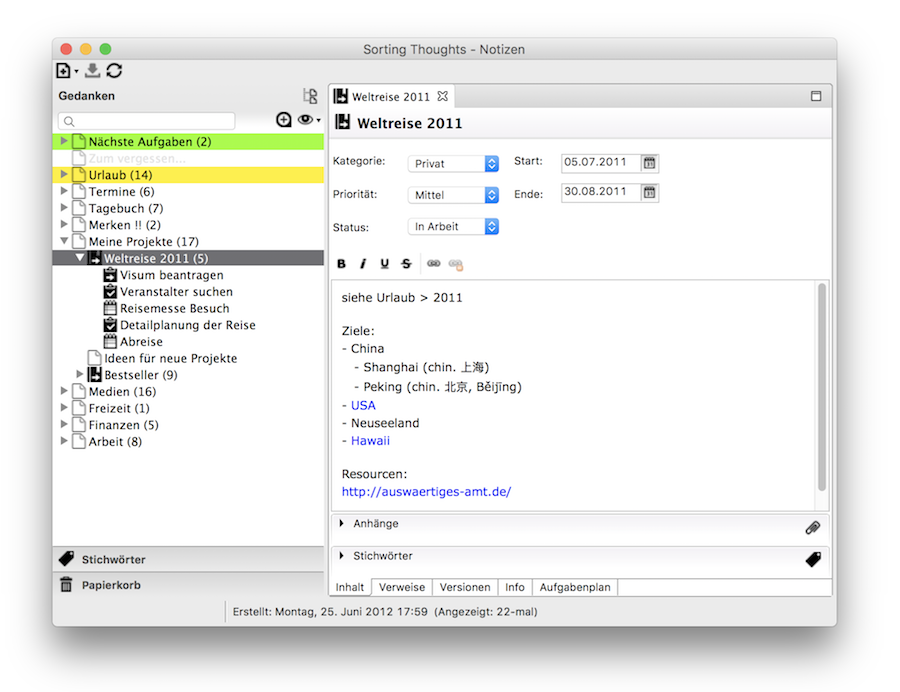 Sorting Thoughts - Notizen
Gedanken
Nächste Aufgaben (2)
Zum vergessen...
Urlaub (14)
Termine (6)
Tagebuch (7)
Merken !! (2)
Meine Projekte (17)
Weltreise 2011 (5)
Visum beantragen
Veranstalter suchen
Reisemesse Besuch
Detailplanung der Reise
Abreise
Ideen für neue Projekte
Bestseller (9)
Medien (16)
Freizeit (1)
Finanzen (5)
Arbeit (8)
Stichwörter
Papierkorb
Weltreise 2011
Weltreise 2011
Kategorie: Privat Start: 05.07.2011
Priorität: Mittel Ende: 30.08.2011
Status: In Arbeit
B i U S
siehe Urlaub > 2011
Ziele:
- China
- Shanghai (chin. 上海)
- Peking (chin. 北京, Běijīng)
- USA
- Neuseeland
- Hawaii
Resourcen:
http://auswaertiges-amt.de/
Anhänge
Stichwörter
Inhalt Verweise Versionen Info Aufgabenplan
Erstellt: Montag, 25. Juni 2012 17:59 (Angezeigt: 22-mal)